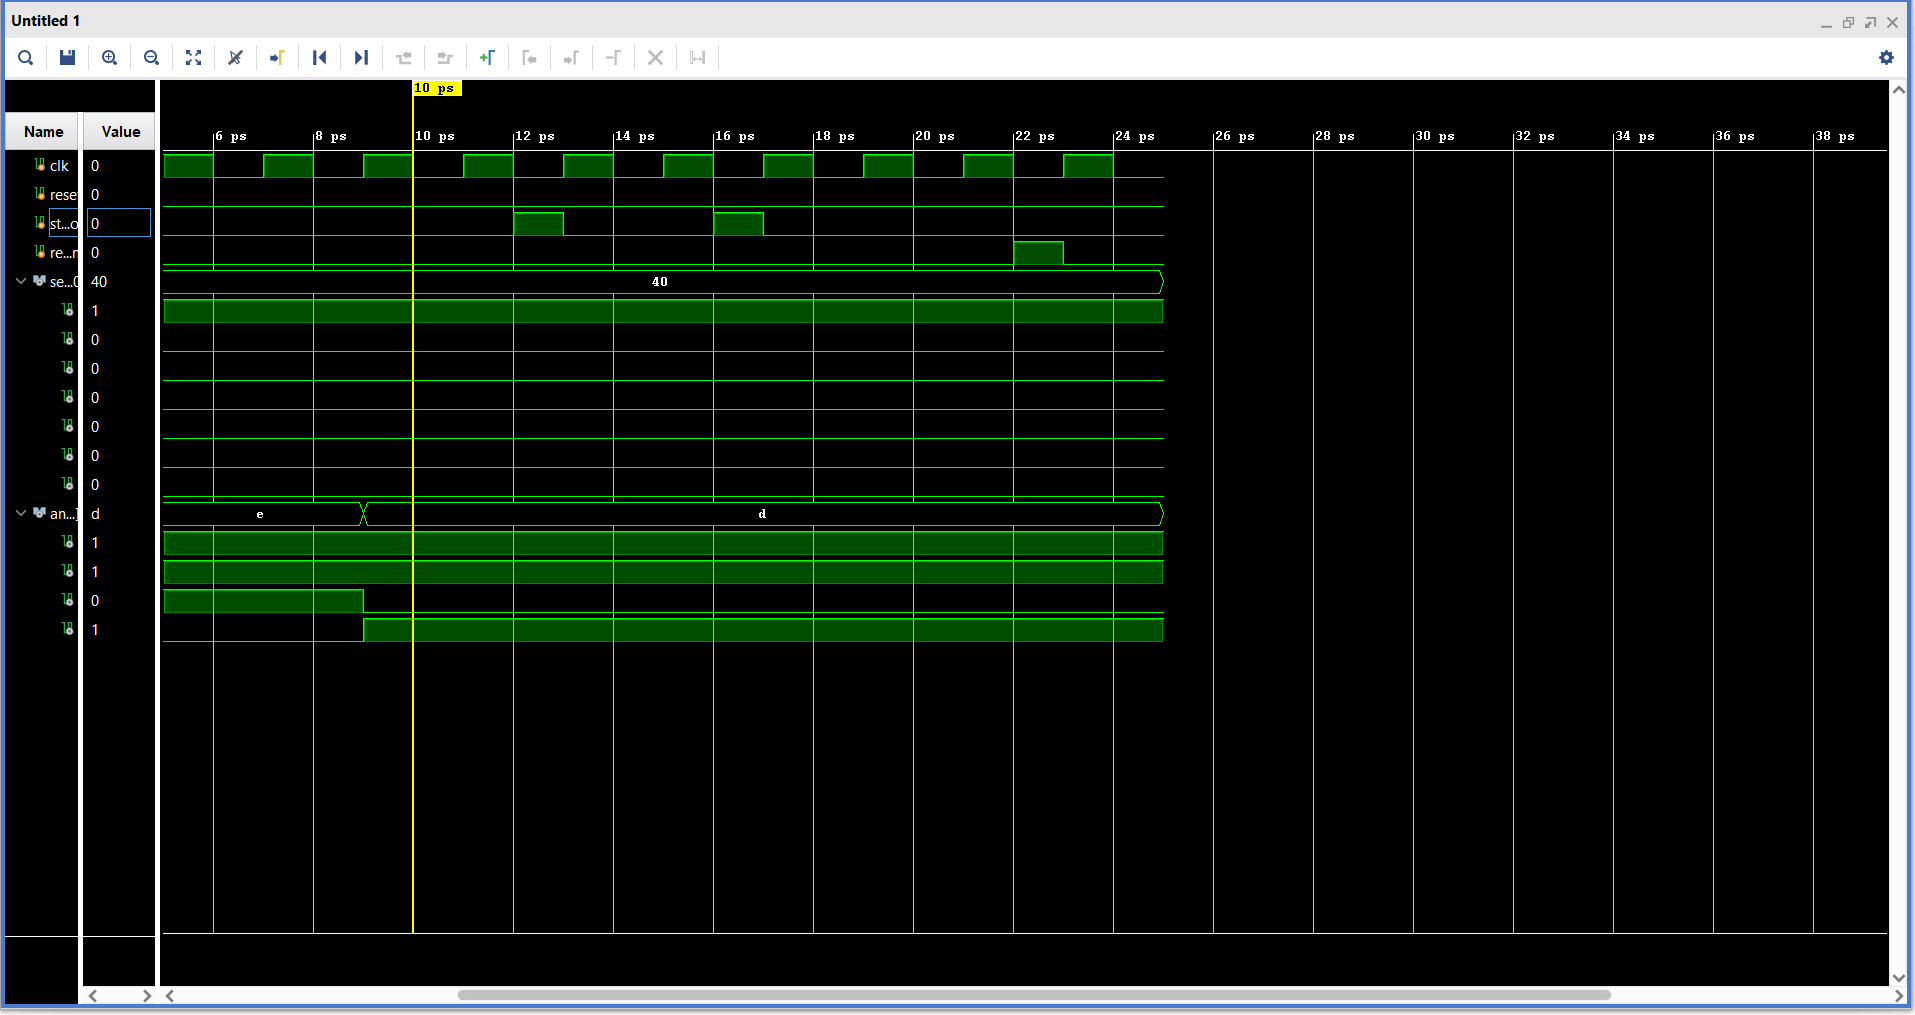 Untitled 1
10 ps
Name Value
6 ps 8 ps 10 ps 12 ps 14 ps 16 ps 18 ps 20 ps 22 ps 24 ps 26 ps 28 ps 30 ps 32 ps 34 ps 36 ps 38 ps
clk 0
rese 0
st...o 0
re...n 0
se...0 40 40
1
0
0
0
0
0
0
an...] d e d
1
1
0
1